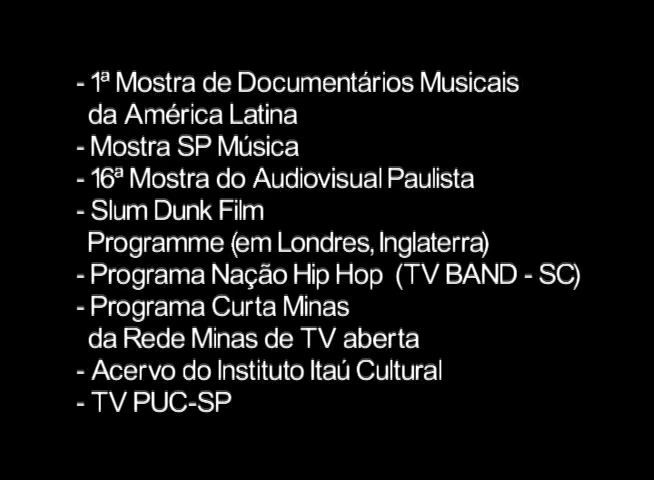 - 1ª Mostra de Documentários Musicais
da América Latina
- Mostra SP Música
- 16ª Mostra do Audiovisual Paulista
- Slum Dunk Film
Programme (em Londres, Inglaterra)
- Programa Nação Hip Hop (TV BAND - SC)
- Programa Curta Minas
da Rede Minas de TV aberta
- Acervo do Instituto Itaú Cultural
- TV PUC-SP